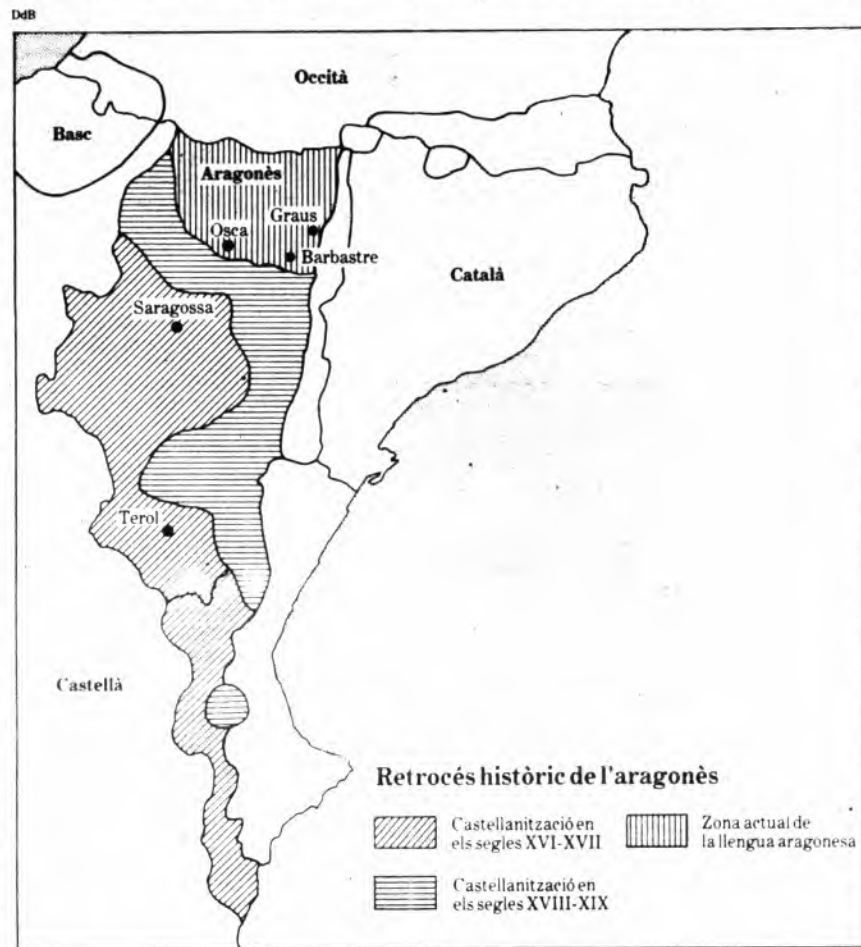 DdB
Occità
Basc
Aragonès
Graus
Osca
Barbastre
Català
Saragossa
Terol
Castellà
Retrocés històric de l'aragonès
Castellanització en
els segles XVI-XVII
Zona actual de
la llengua aragonesa
Castellanització en
els segles XVIII-XIX